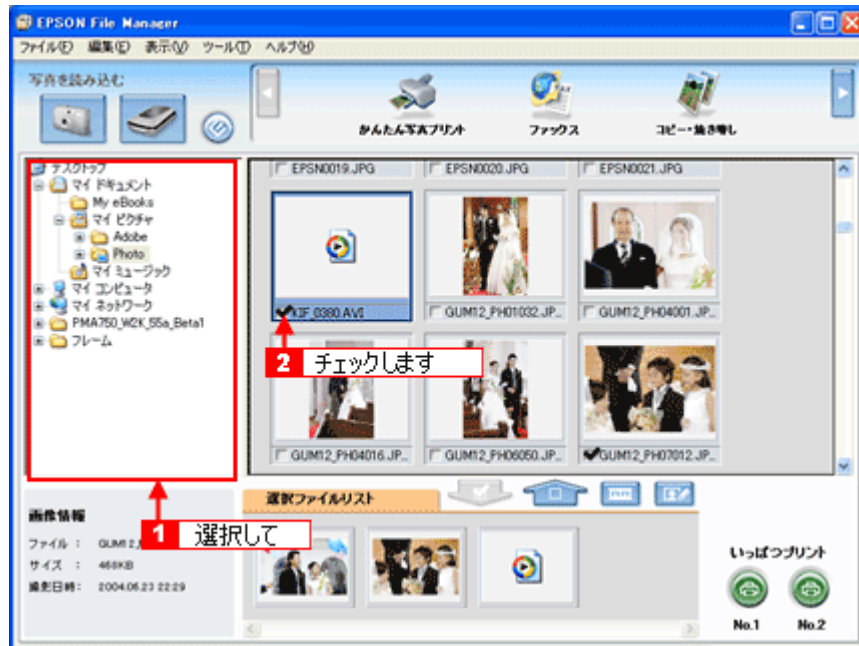 EPSON File Manager
ファイル(F) 編集(E) 表示(V) ツール(T) ヘルプ(H)
写真を読み込む
かんたん写真プリント
ファックス
コピー・焼き増し
デスクトップ
マイ ドキュメント
My eBooks
マイ ピクチャ
Adobe
Photo
マイ ミュージック
マイ コンピュータ
マイ ネットワーク
PMA750_W2K_55a_Beta1
フレーム
EPSN0019.JPG
EPSN0020.JPG
EPSN0021.JPG
KIF_0380.AVI
GUM12_PH01032.JP...
GUM12_PH04001.JP...
2 チェックします
GUM12_PH04016.JP...
GUM12_PH06050.JP...
GUM12_PH07012.JP...
選択ファイルリスト
1 選択して
画像情報
ファイル : GUM12
サイズ : 468KB
撮影日時: 2004.06.23 22:29
いっぱつプリント
No.1
No.2